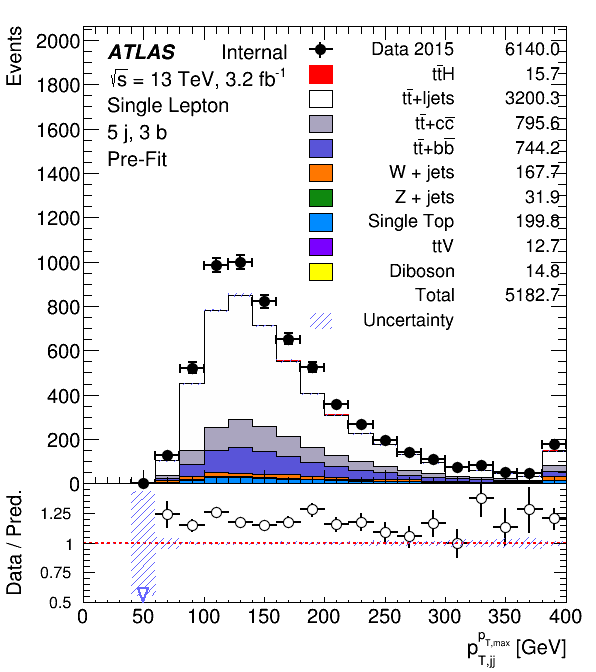 Events
2000
1800
1600
1400
1200
1000
800
600
400
200
0
ATLAS Internal
√s = 13 TeV, 3.2 fb⁻¹
Single Lepton
5 j, 3 b
Pre-Fit
Data 2015 6140.0
tt̄H 15.7
tt̄+ljets 3200.3
tt̄+cc̄ 795.6
tt̄+bb̄ 744.2
W + jets 167.7
Z + jets 31.9
Single Top 199.8
ttV 12.7
Diboson 14.8
Total 5182.7
Uncertainty
Data / Pred.
1.25
1
0.75
0.5
0 50 100 150 200 250 300 350 400
p_{T,jj}^{p_{T,max}} [GeV]